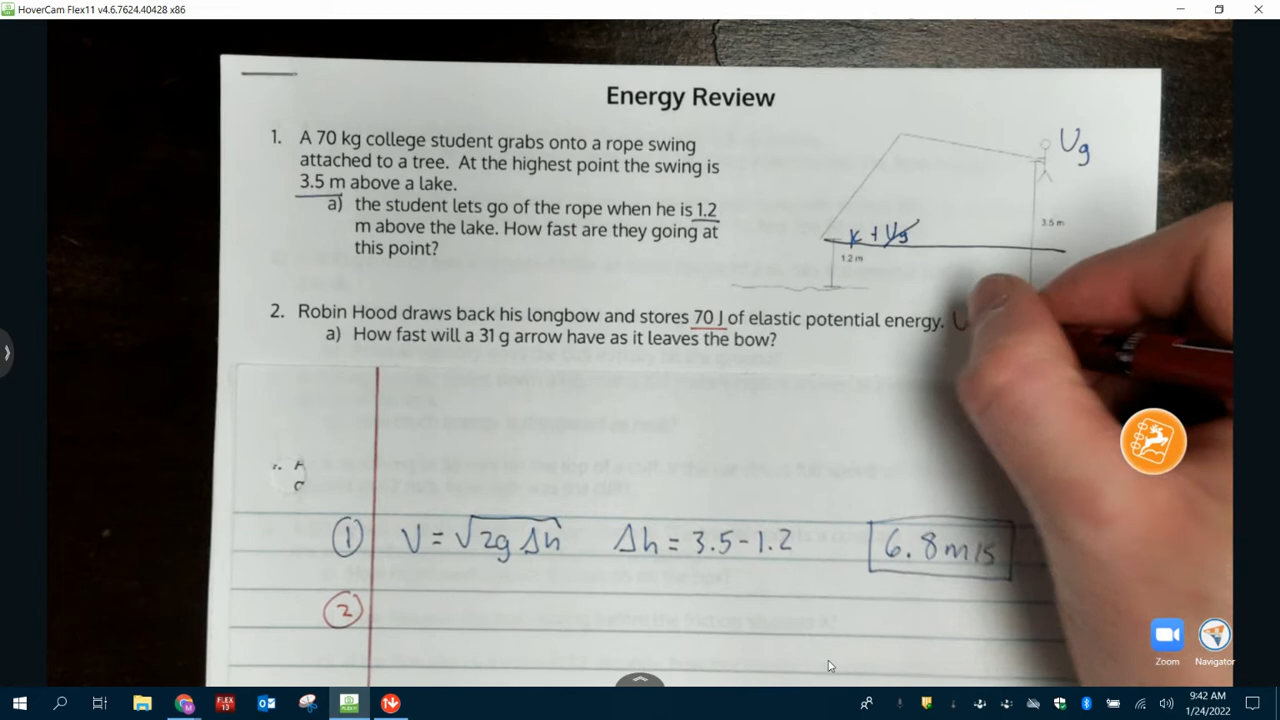 HoverCam Flex11 v4.6.7624.40428 x86
Energy Review
1. A 70 kg college student grabs onto a rope swing
attached to a tree. At the highest point the swing is
3.5 m above a lake.
a) the student lets go of the rope when he is 1.2
m above the lake. How fast are they going at
this point?
Ug
K + Ug
3.5 m
1.2 m
2. Robin Hood draws back his longbow and stores 70 J of elastic potential energy.
a) How fast will a 31 g arrow have as it leaves the bow?
① V = √2g Δh Δh = 3.5 - 1.2 6.8 m/s
②
Zoom
Navigator
FLEX
13
FLEX
11
9:42 AM
1/24/2022